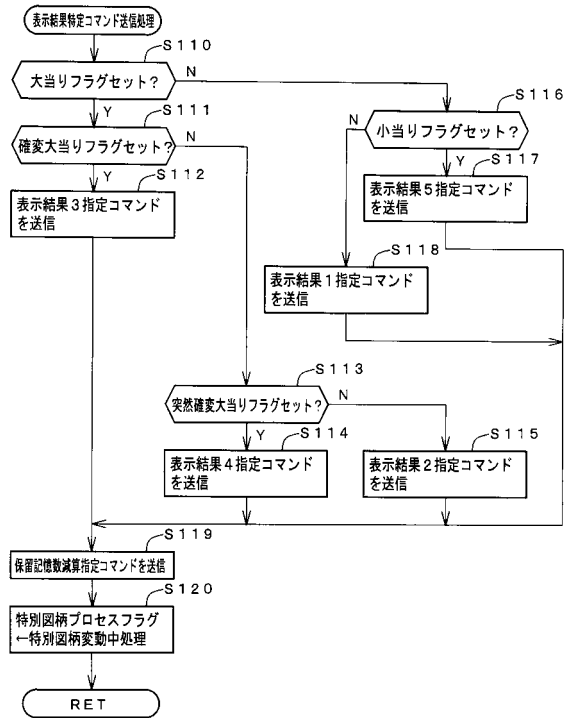 表示結果特定コマンド送信処理
S110
大当りフラグセット?
N
Y
S111
確変大当りフラグセット?
N
Y
S112
表示結果3指定コマンド
を送信
S116
小当りフラグセット?
N
Y
S117
表示結果5指定コマンド
を送信
S118
表示結果1指定コマンド
を送信
S113
突然確変大当りフラグセット?
N
Y
S114
表示結果4指定コマンド
を送信
S115
表示結果2指定コマンド
を送信
S119
保留記憶数減算指定コマンドを送信
S120
特別図柄プロセスフラグ
←特別図柄変動中処理
RET